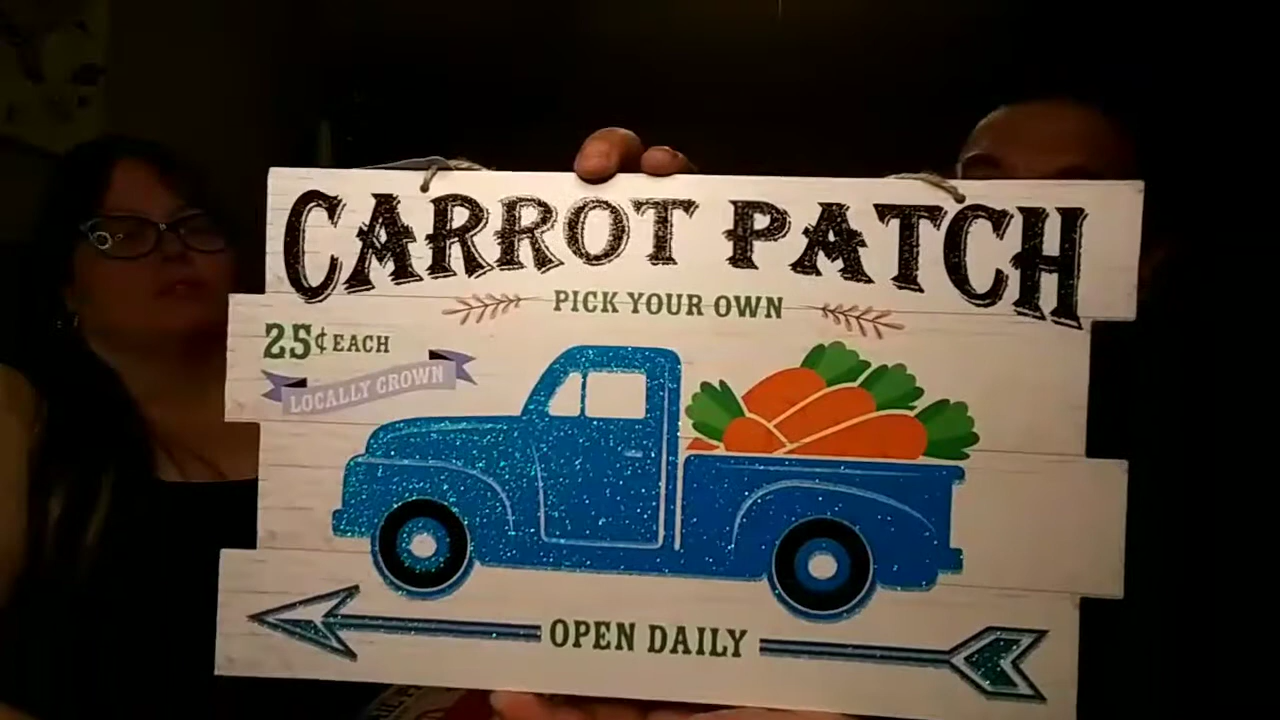 CARROT PATCH
PICK YOUR OWN
25¢ EACH
LOCALLY GROWN
OPEN DAILY